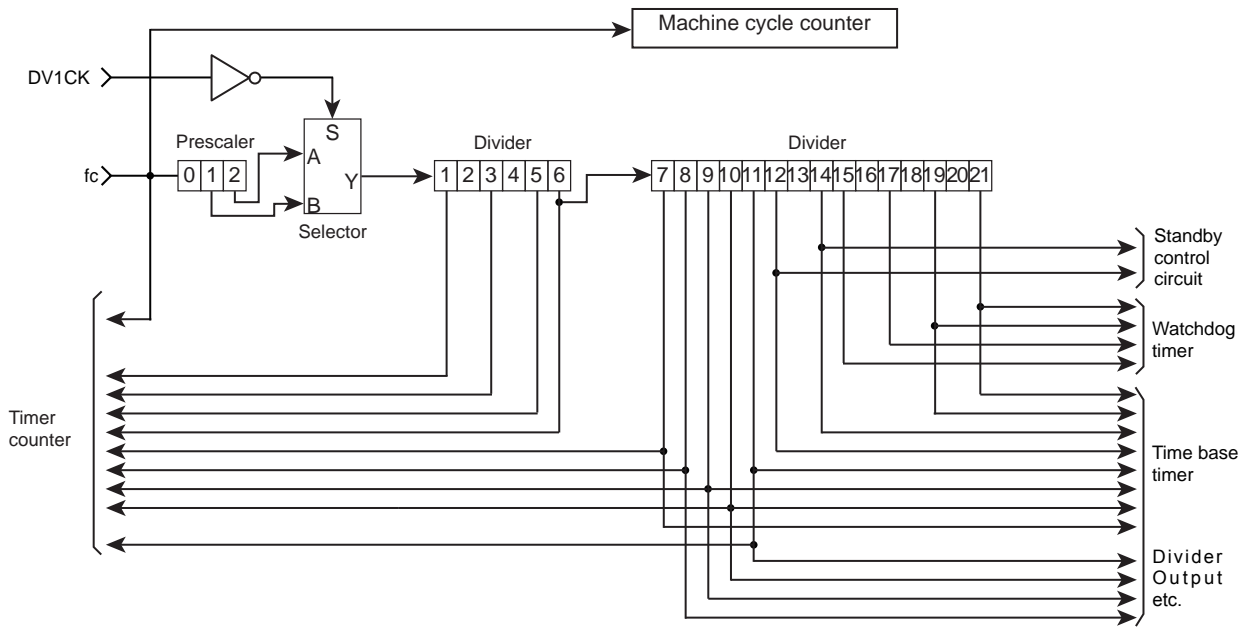 Machine cycle counter
DV1CK
S
Prescaler
Divider
Divider
fc
0 1 2
A
Y
B
1 2 3 4 5 6
7 8 9 10 11 12 13 14 15 16 17 18 19 20 21
Selector
Standby
control
circuit
Watchdog
timer
Timer
counter
Time base
timer
Divider
Output
etc.